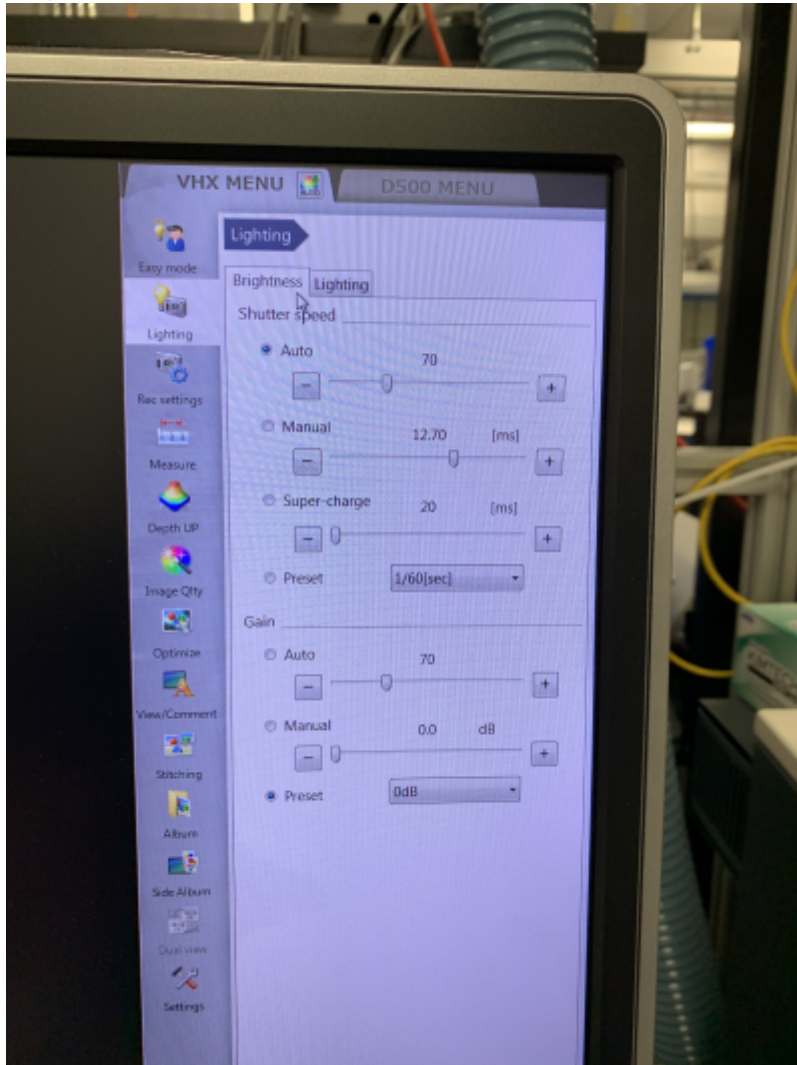 VHX MENU
D500 MENU
Easy mode
Lighting
Rec settings
Measure
Depth UP
Image Qlty
Optimize
View/Comment
Stitching
Album
Side Album
Dual view
Settings
Lighting
Brightness
Lighting
Shutter speed
Auto 70
− +
Manual 12.70 [ms]
− +
Super-charge 20 [ms]
− +
Preset 1/60[sec]
Gain
Auto 70
− +
Manual 0.0 dB
− +
Preset 0dB
KIMTECH